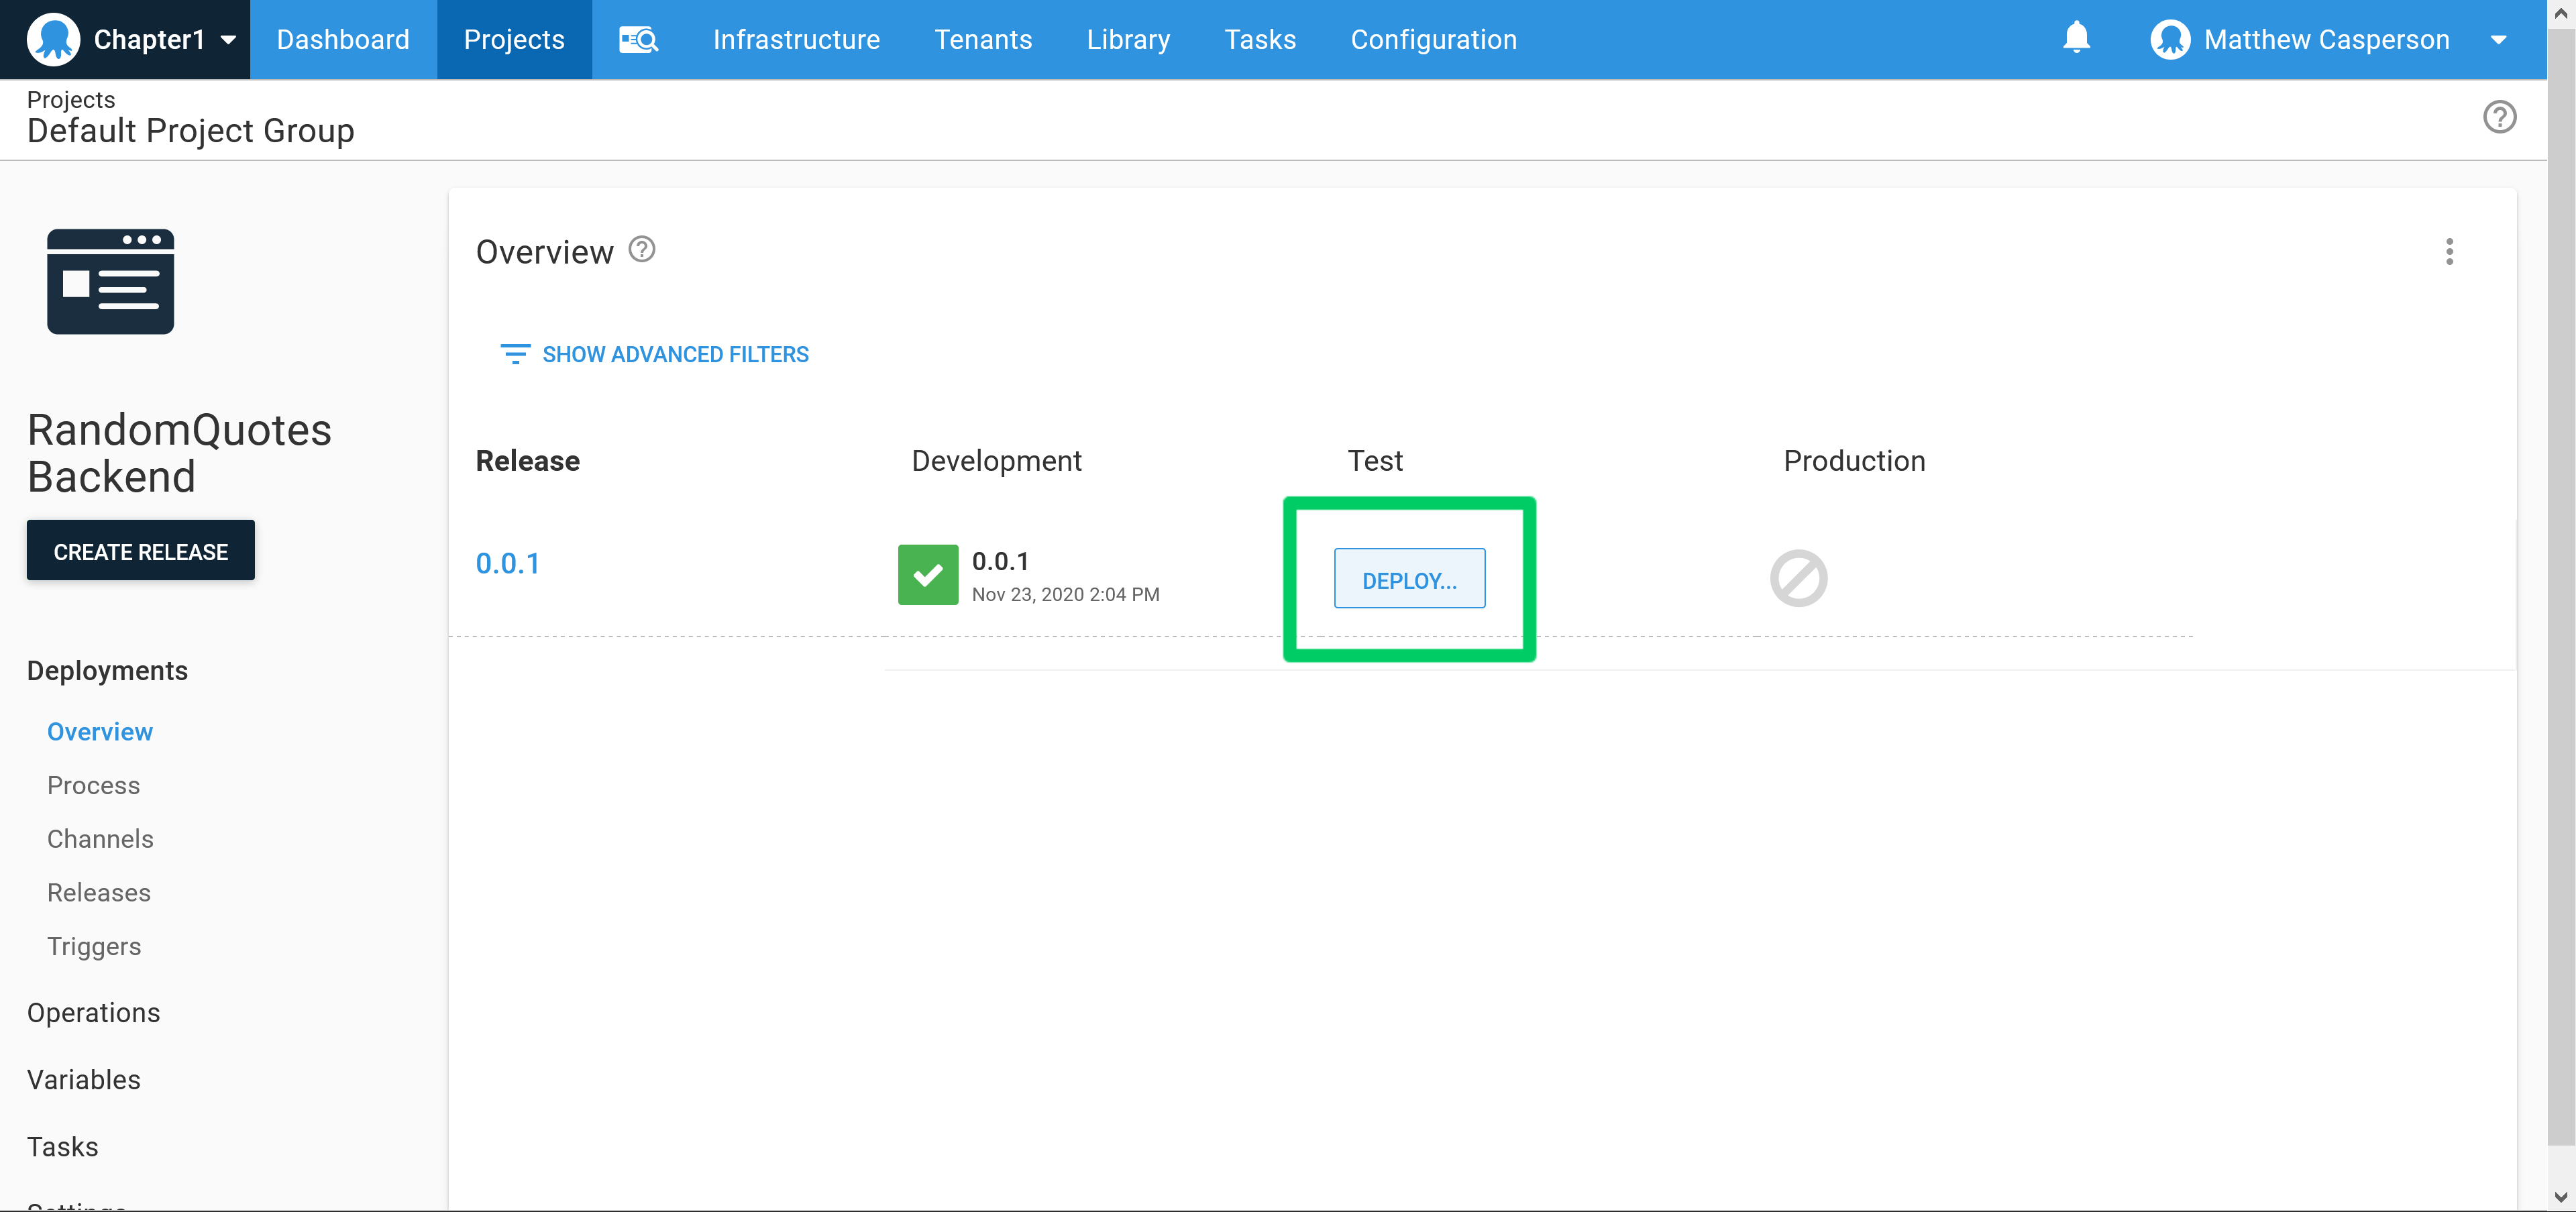 Chapter1
Dashboard
Projects
Infrastructure
Tenants
Library
Tasks
Configuration
Matthew Casperson
Projects
Default Project Group
RandomQuotes
Backend
CREATE RELEASE
Deployments
Overview
Process
Channels
Releases
Triggers
Operations
Variables
Tasks
Settings
Overview
SHOW ADVANCED FILTERS
Release
Development
Test
Production
0.0.1
0.0.1
Nov 23, 2020 2:04 PM
DEPLOY...